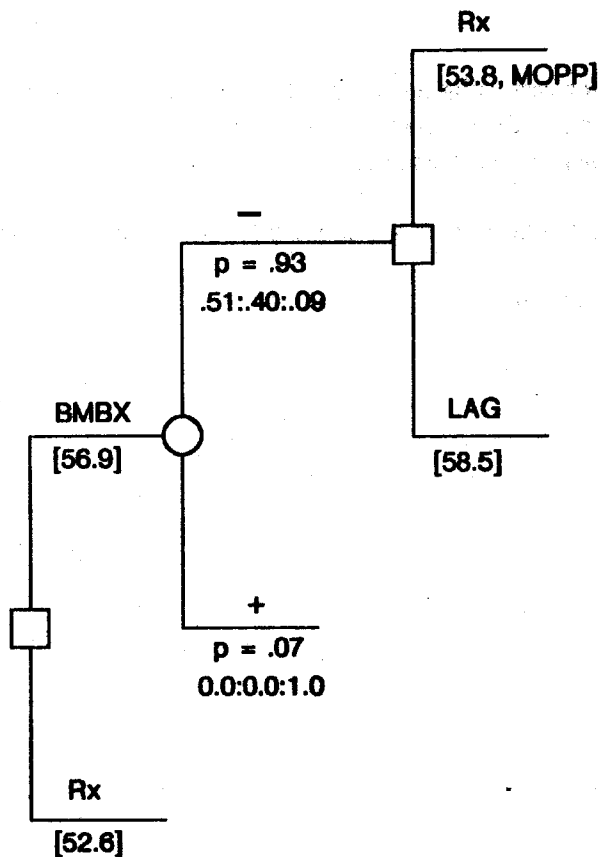 Rx
[53.8, MOPP]
−
p = .93
.51:.40:.09
BMBX
[56.9]
LAG
[58.5]
+
p = .07
0.0:0.0:1.0
Rx
[52.6]